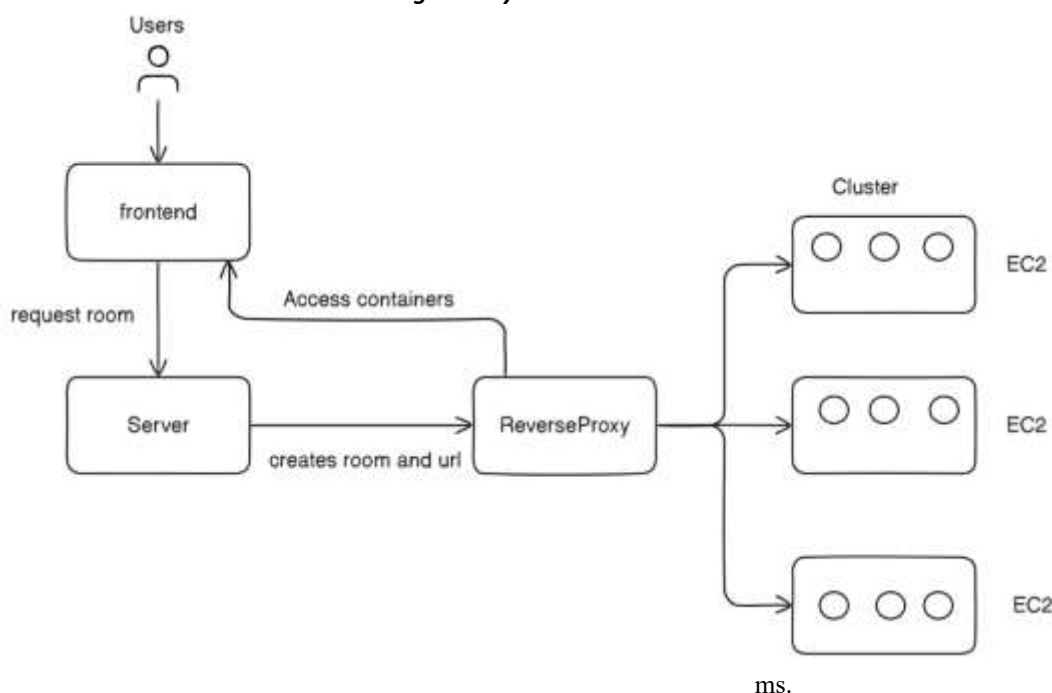 Users
frontend
Cluster
EC2
Access containers
request room
Server
ReverseProxy
EC2
creates room and url
EC2
ms.